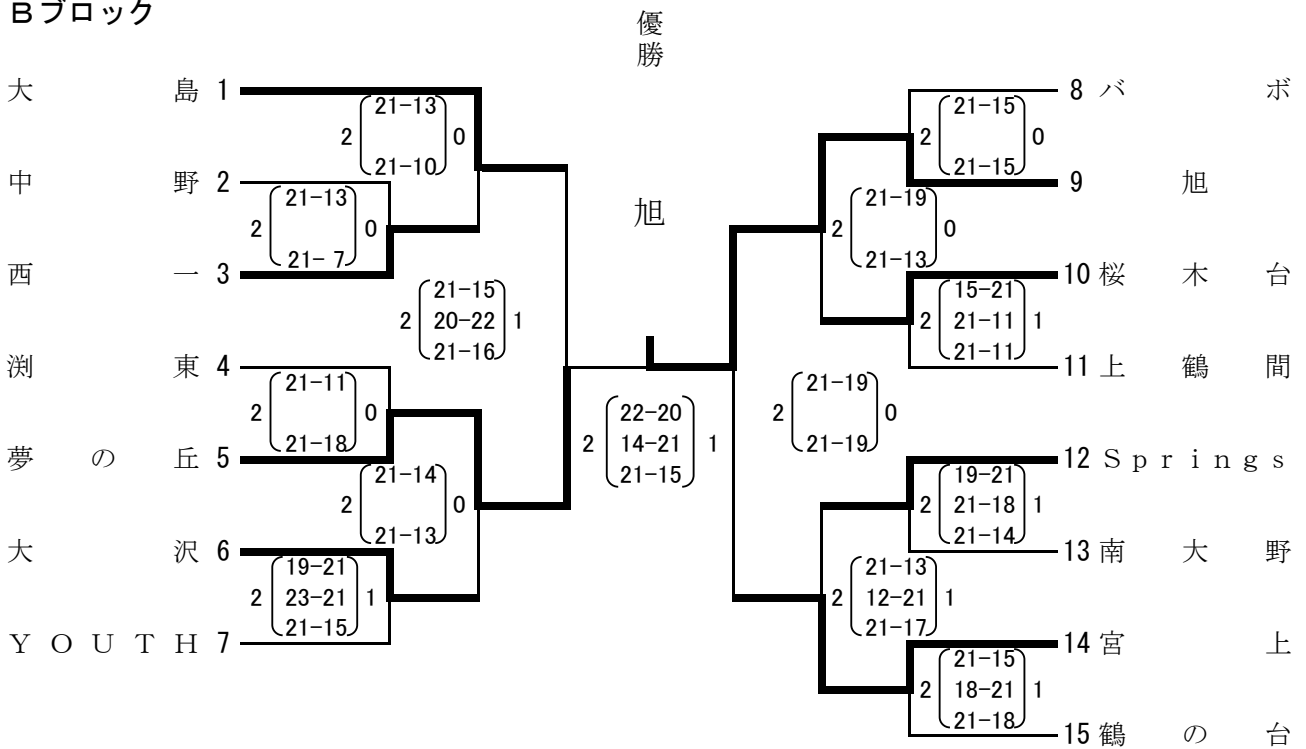 Bブロック
優勝
旭
大島 1
21-13
2 0
21-10
中野 2
21-13
2 0
21- 7
西一 3
21-15
2 20-22 1
21-16
渕東 4
21-11
2 0
21-18
夢の丘 5
21-14
2 0
21-13
大沢 6
19-21
2 23-21 1
21-15
YOUTH 7
22-20
2 14-21 1
21-15
8 バボ
21-15
2 0
21-15
9 旭
21-19
2 0
21-13
10 桜木台
15-21
2 21-11 1
21-11
11 上鶴間
21-19
2 0
21-19
12 Springs
19-21
2 21-18 1
21-14
13 南大野
21-13
2 12-21 1
21-17
14 宮上
21-15
2 18-21 1
21-18
15 鶴の台